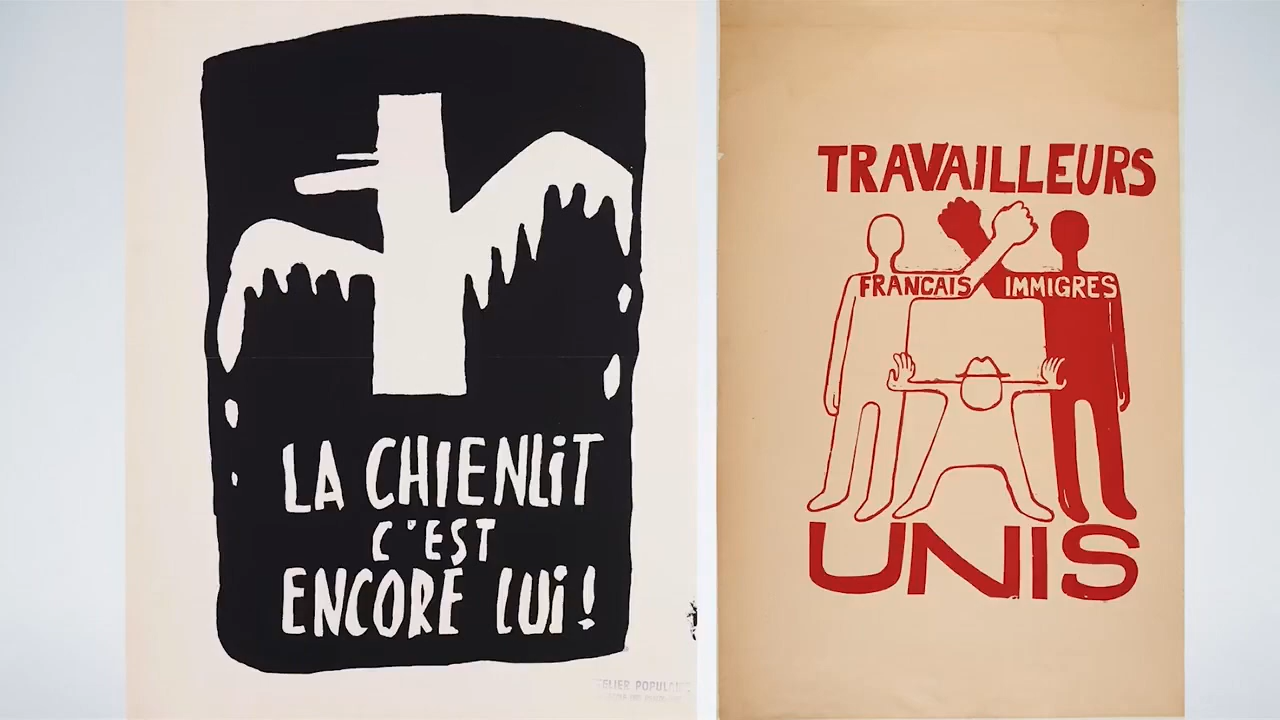 LA CHIENLiT
C'EST
ENCORE LUi!
TRAVAILLEURS
FRANCAIS IMMIGRES
UNIS